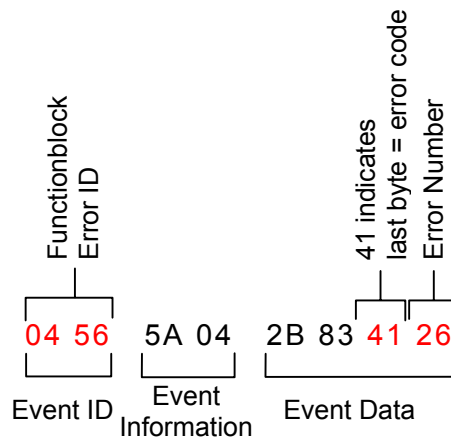 Functionblock
Error ID
41 indicates
last byte = error code
Error Number
04 56 5A 04 2B 83 41 26
Event ID
Event
Information
Event Data